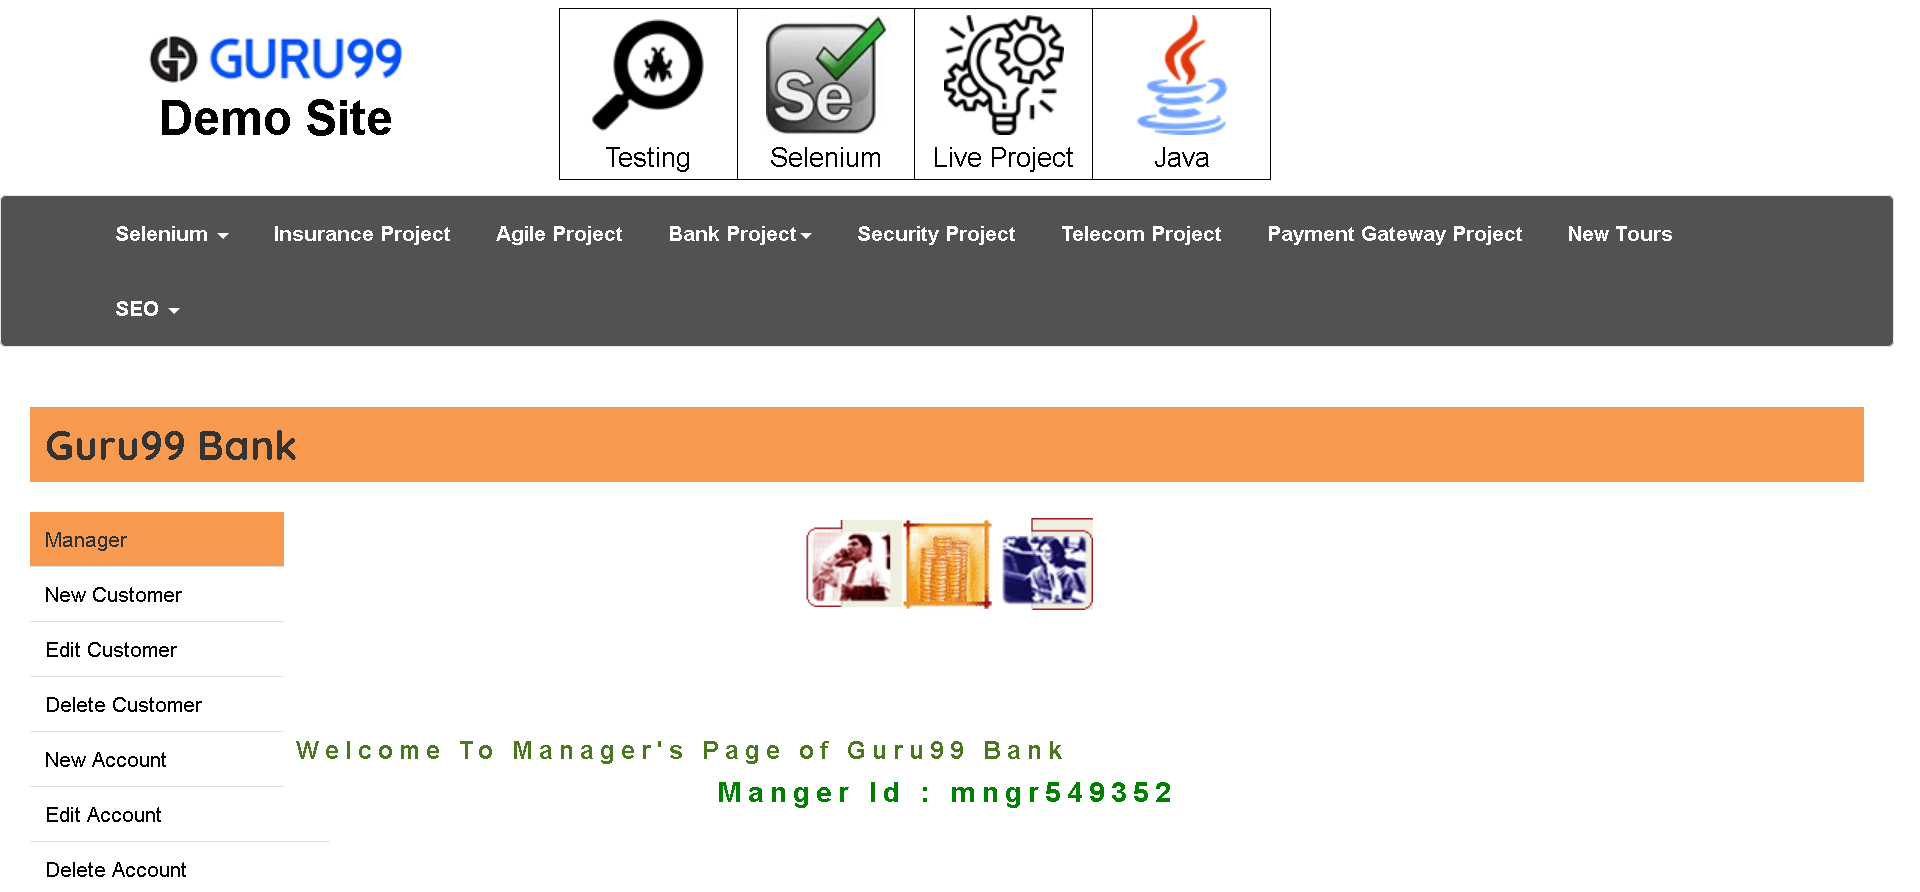 GURU99
Demo Site
Se
Testing Selenium Live Project Java
Selenium Insurance Project Agile Project Bank Project Security Project Telecom Project Payment Gateway Project New Tours
SEO
Guru99 Bank
Manager
New Customer
Edit Customer
Delete Customer
New Account
Edit Account
Delete Account
Welcome To Manager's Page of Guru99 Bank
Manger Id : mngr549352